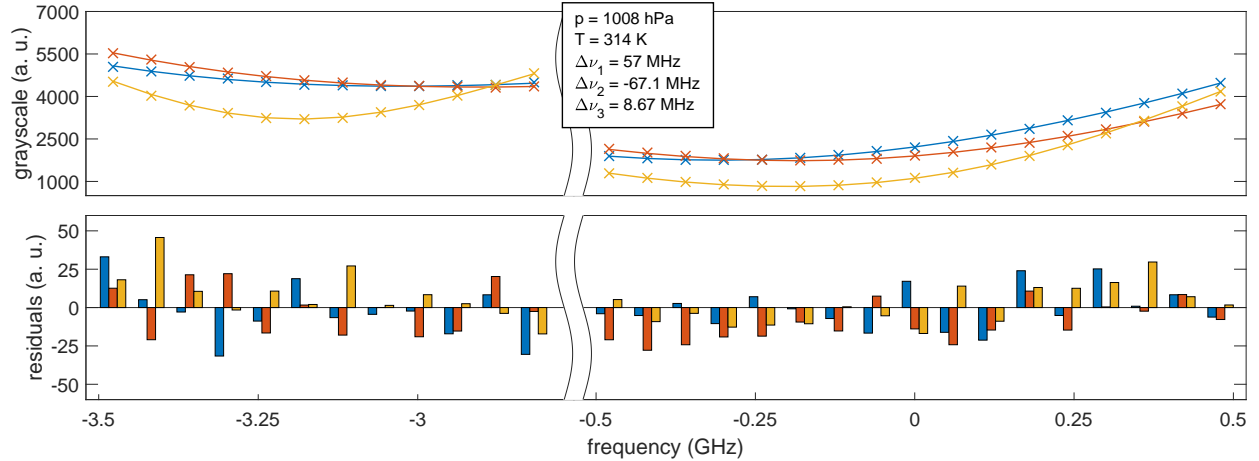 7000
5500
4000
2500
1000
grayscale (a. u.)
p = 1008 hPa
T = 314 K
Δν₁ = 57 MHz
Δν₂ = -67.1 MHz
Δν₃ = 8.67 MHz
50
25
0
-25
-50
residuals (a. u.)
-3.5 -3.25 -3 -0.5 -0.25 0 0.25 0.5
frequency (GHz)